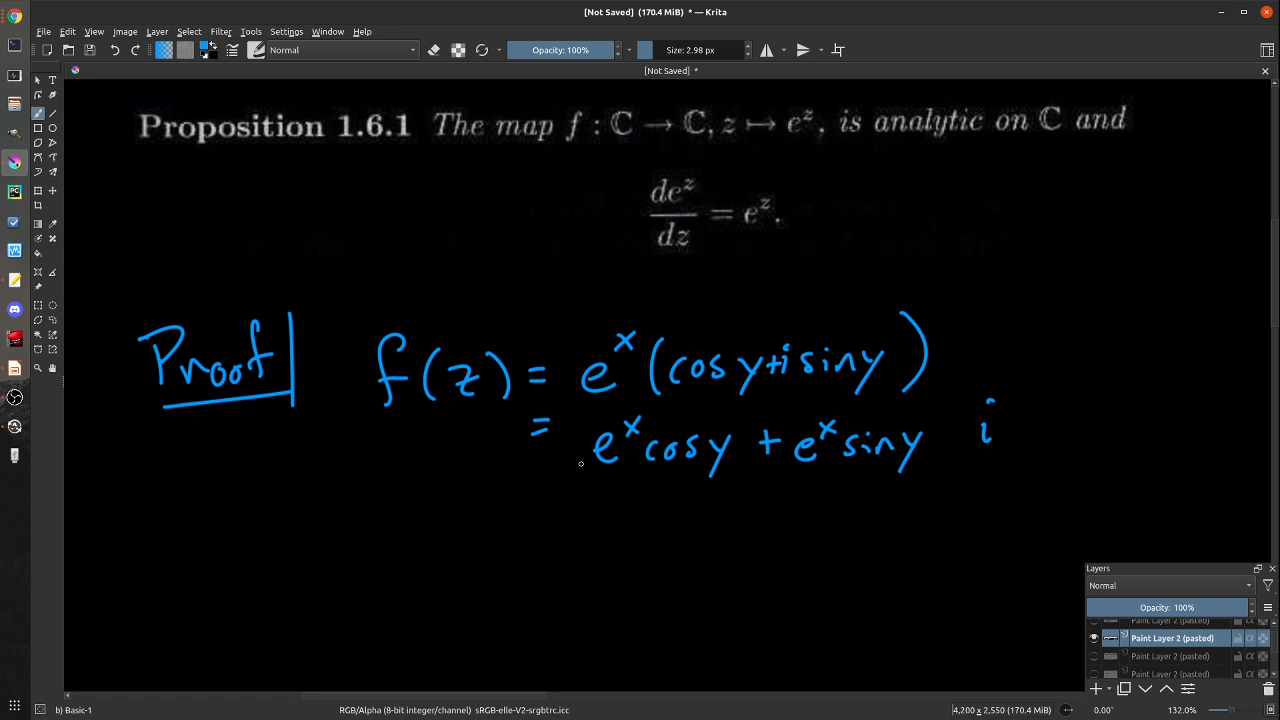 [Not Saved] (170.4 MiB) * — Krita
File Edit View Image Layer Select Filter Tools Settings Window Help
Normal
Opacity: 100%
Size: 2.98 px
[Not Saved] *
Proposition 1.6.1 The map f : ℂ → ℂ, z ↦ e^z, is analytic on ℂ and
de^z/dz = e^z.
Proof f(z) = e^x (cos y + i sin y)
= e^x cos y + e^x sin y i
Layers
Normal
Opacity: 100%
Paint Layer 2 (pasted)
Paint Layer 2 (pasted)
Paint Layer 2 (pasted)
Paint Layer 2 (pasted)
b) Basic-1
RGB/Alpha (8-bit integer/channel) sRGB-elle-V2-srgbtrc.icc
4,200 x 2,550 (170.4 MiB)
0.00°
132.0%